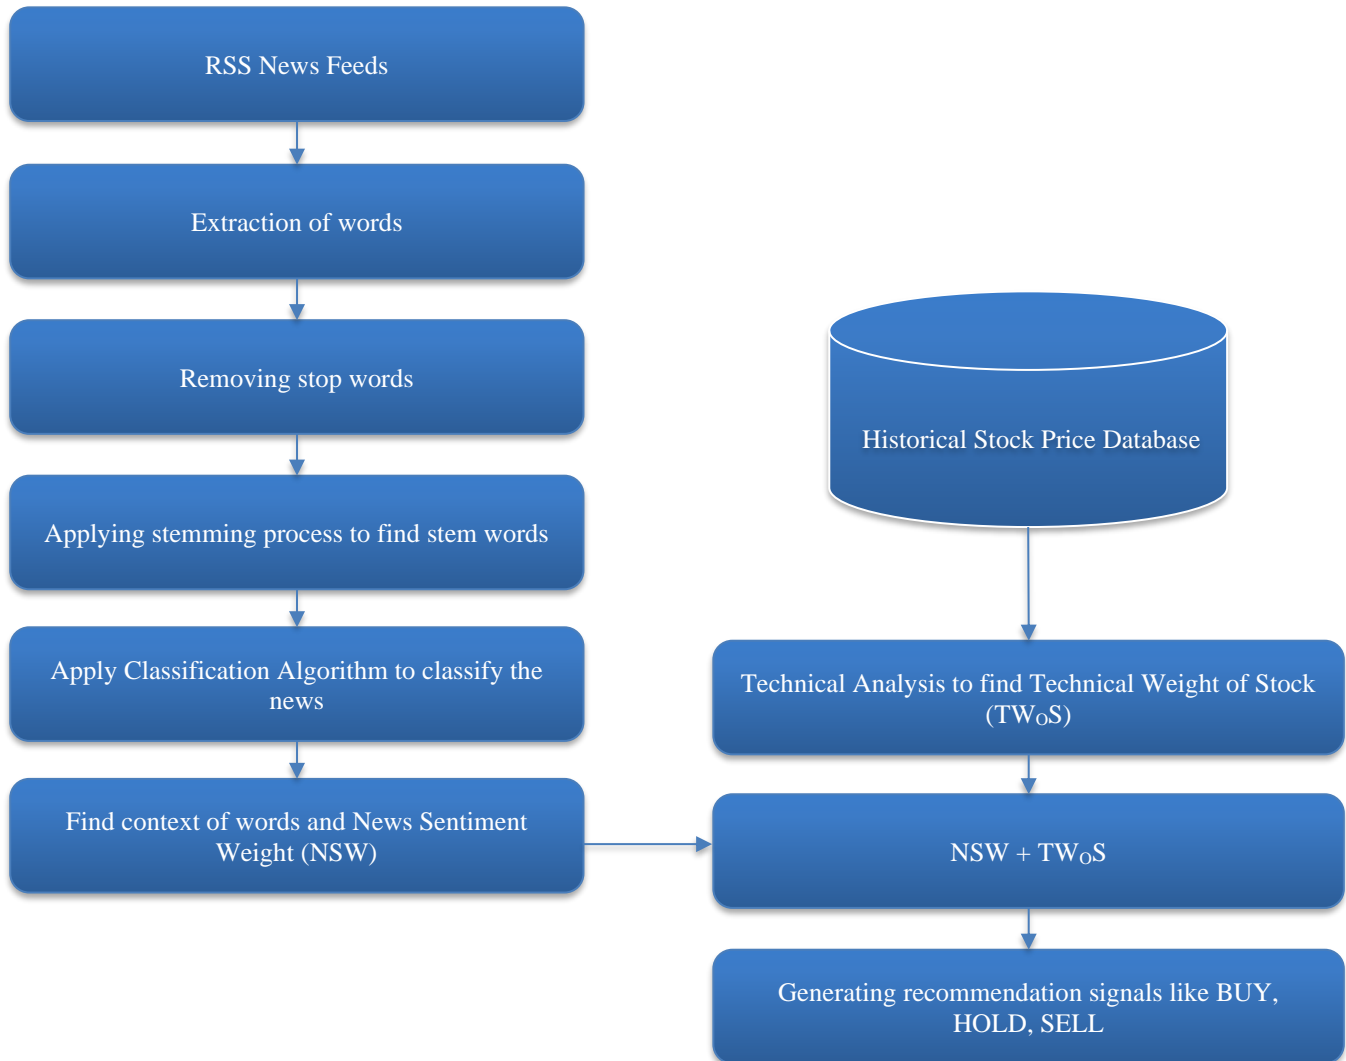 RSS News Feeds
Extraction of words
Removing stop words
Applying stemming process to find stem words
Apply Classification Algorithm to classify the
news
Find context of words and News Sentiment
Weight (NSW)
Historical Stock Price Database
Technical Analysis to find Technical Weight of Stock
(TWOS)
NSW + TWOS
Generating recommendation signals like BUY,
HOLD, SELL